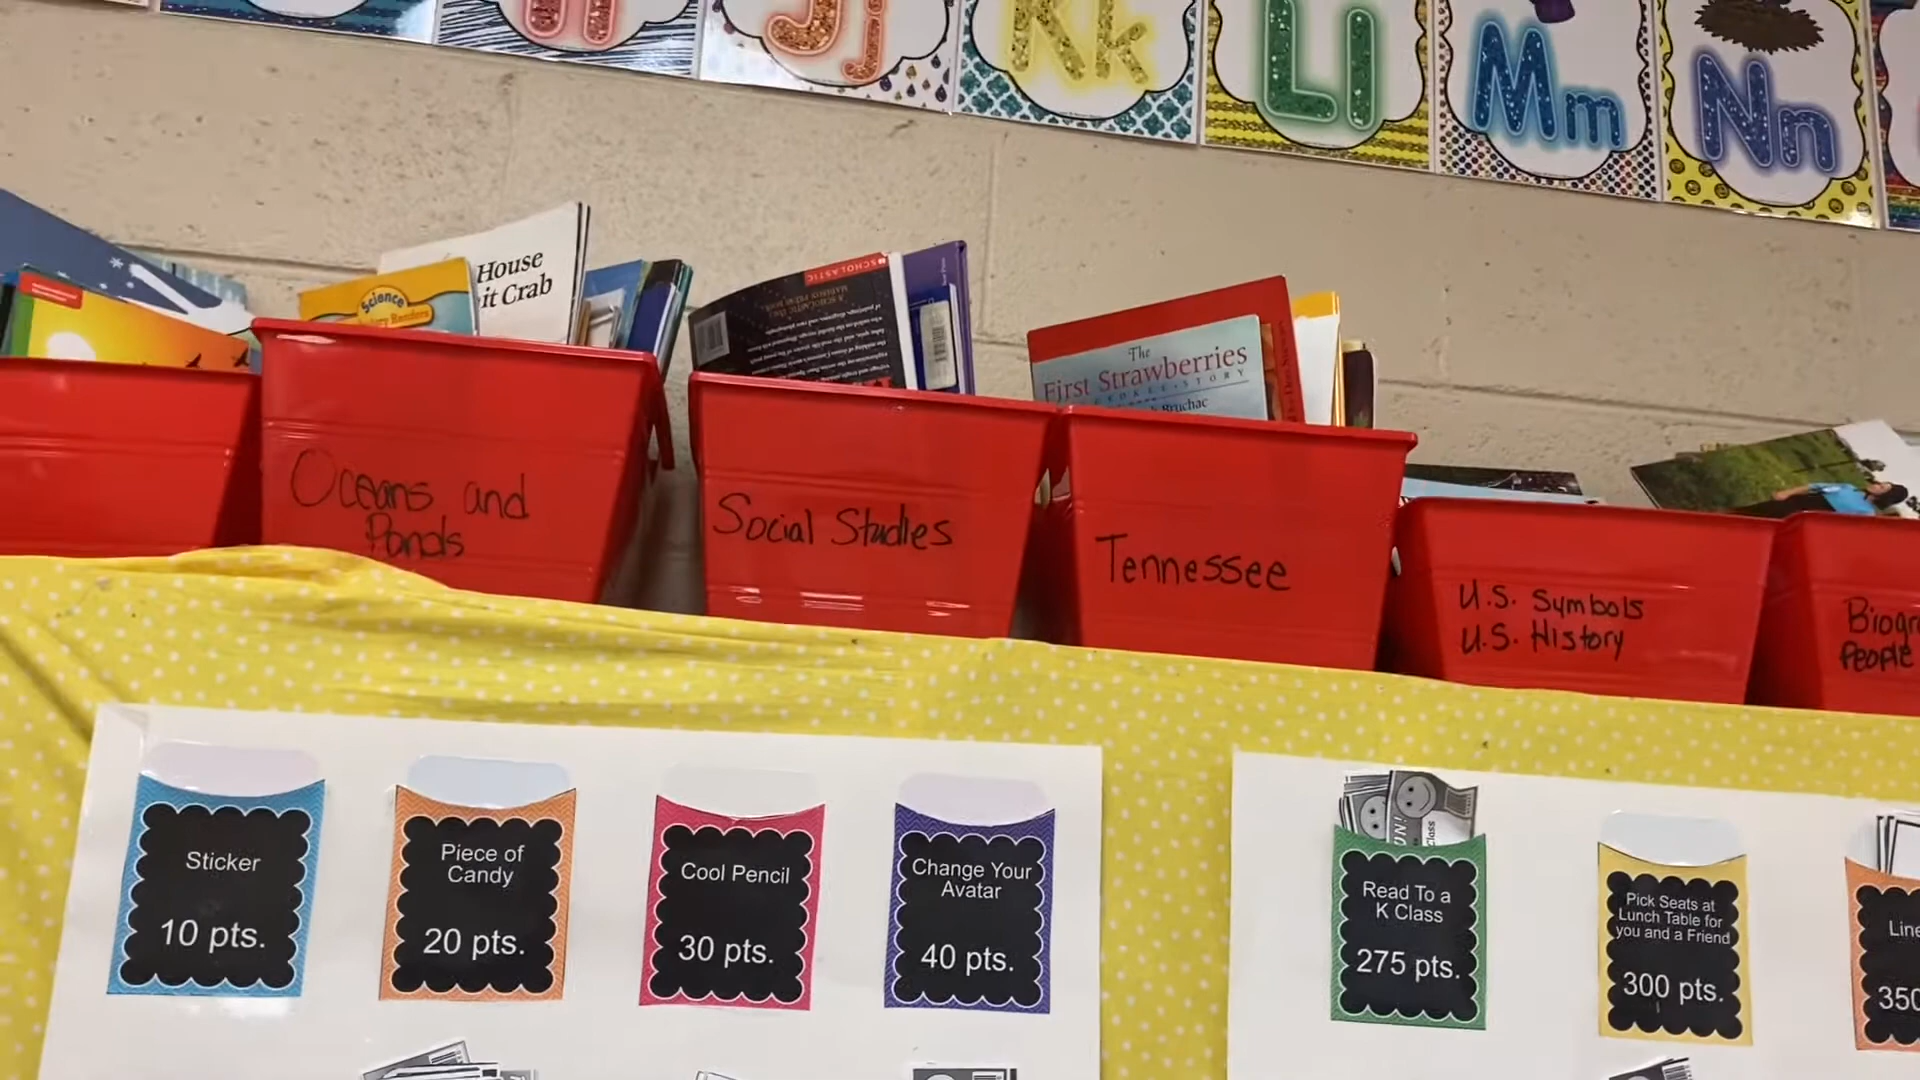 Jj
Kk
Ll
Mm
Nn
House
it Crab
Science
Readers
SCHOLASTIC
The
First Strawberries
STORY
Bruchac
Oceans and
Ponds
Social Studies
Tennessee
U.S. Symbols
U.S. History
People
Sticker
10 pts.
Piece of
Candy
20 pts.
Cool Pencil
30 pts.
Change Your
Avatar
40 pts.
Read To a
K Class
275 pts.
Pick Seats at
Lunch Table for
you and a Friend
300 pts.
Line
350